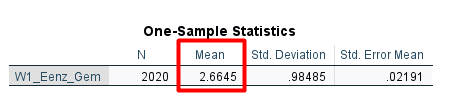 One-Sample Statistics
N Mean Std. Deviation Std. Error Mean
W1_Eenz_Gem 2020 2.6645 .98485 .02191